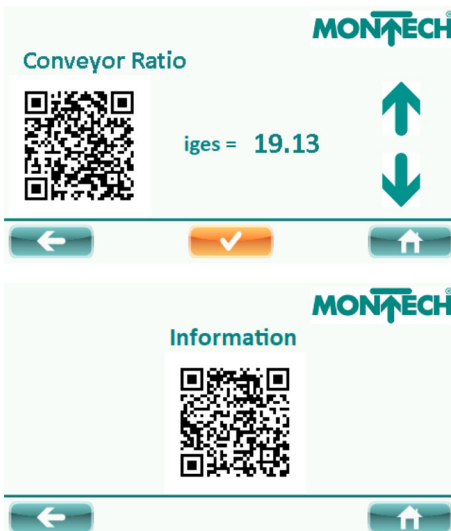 MONTECH®
Conveyor Ratio
iges = 19.13
MONTECH®
Information